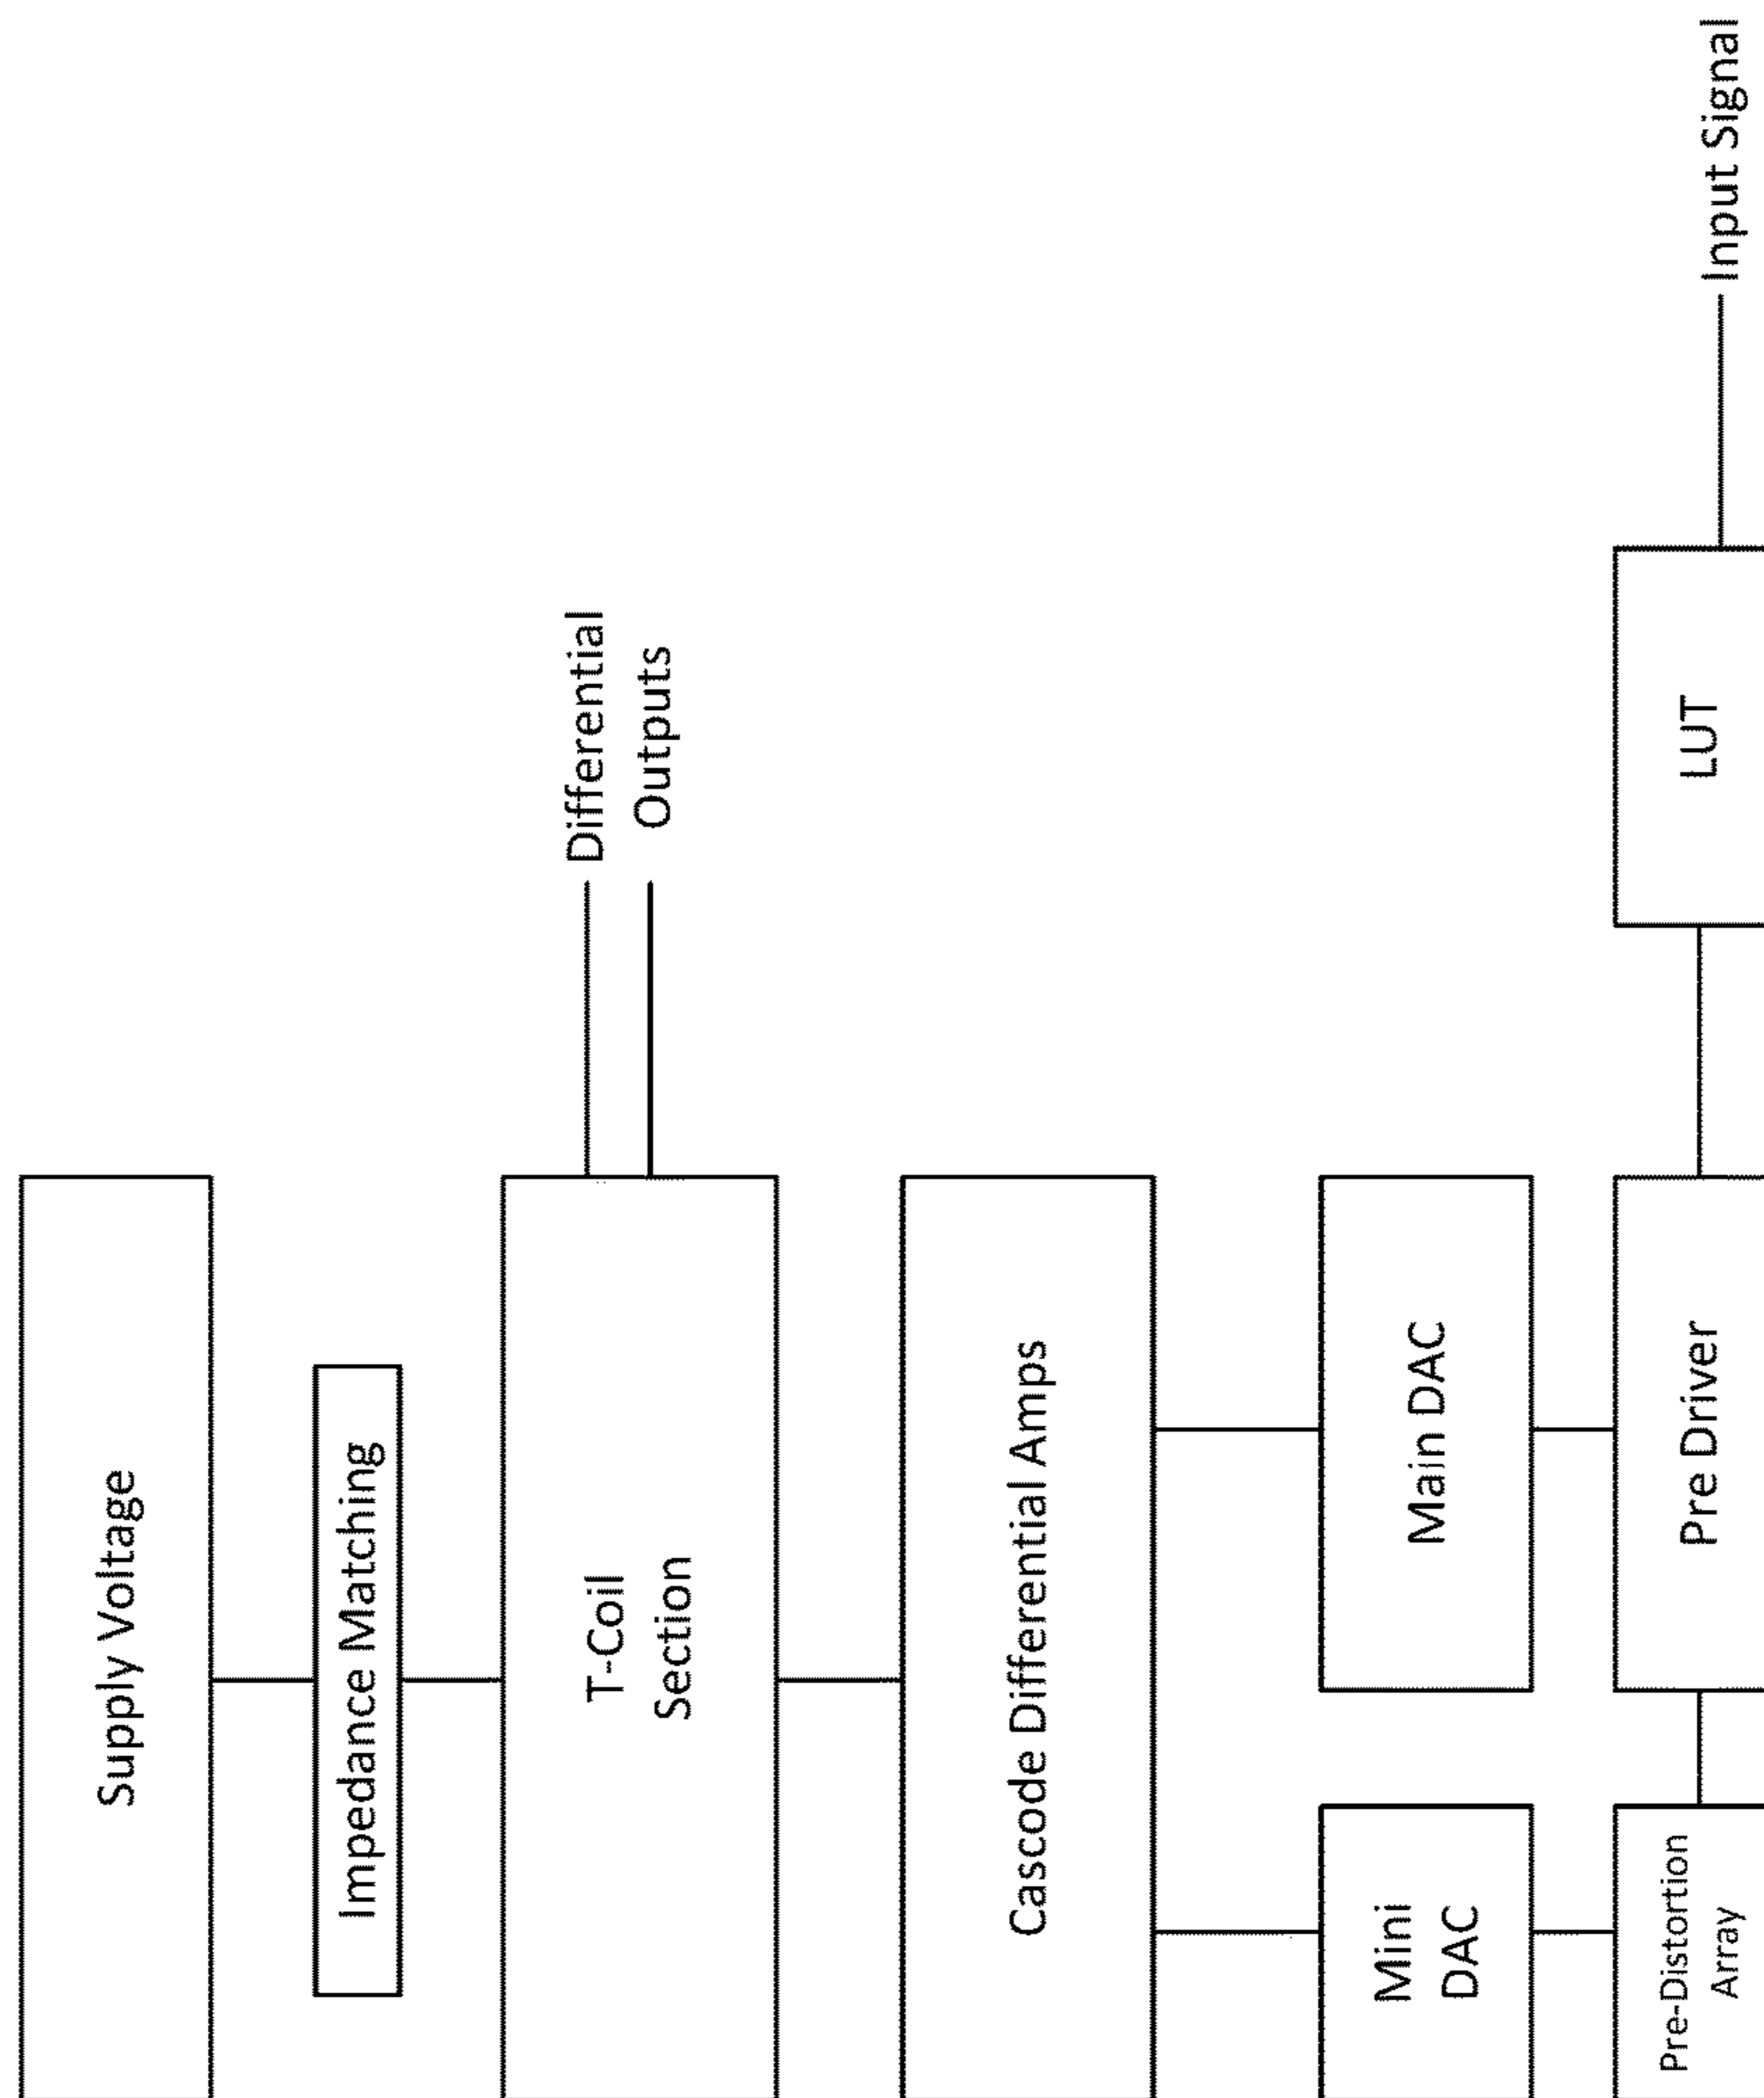 Supply Voltage
Impedance Matching
T-Coil
Section
Differential
Outputs
Cascode Differential Amps
Mini
DAC
Main DAC
Pre-Distortion
Array
Pre Driver
LUT
Input Signal